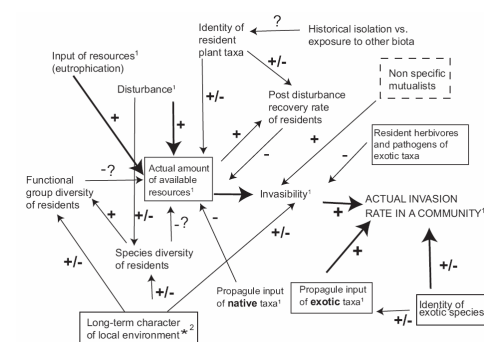 Identity of
resident
plant taxa
?
Historical isolation vs.
exposure to other biota
Input of resources¹
(eutrophication)
Disturbance¹
+/-
+/-
Non specific
mutualists
Post disturbance
recovery rate
of residents
+
+
+
-
+
Resident herbivores
and pathogens of
exotic taxa
-
Functional
group diversity
of residents
-?
Actual amount
of available
resources¹
Invasibility¹
+
ACTUAL INVASION
RATE IN A COMMUNITY¹
+
+/-
-?
-
+/-
+
Species diversity
of residents
+/-
+/-
+/-
Propagule input
of native taxa¹
Propagule input
of exotic taxa¹
+/-
Identity of
exotic species
Long-term character
of local environment*²